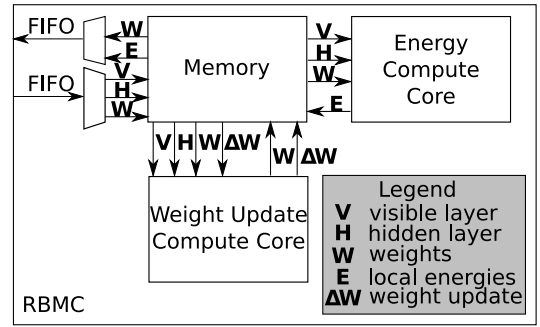 FIFO
W
E
FIFO
V
H
W
Memory
V
H
W
E
Energy
Compute
Core
V H W ΔW
W ΔW
Weight Update
Compute Core
Legend
V visible layer
H hidden layer
W weights
E local energies
ΔW weight update
RBMC